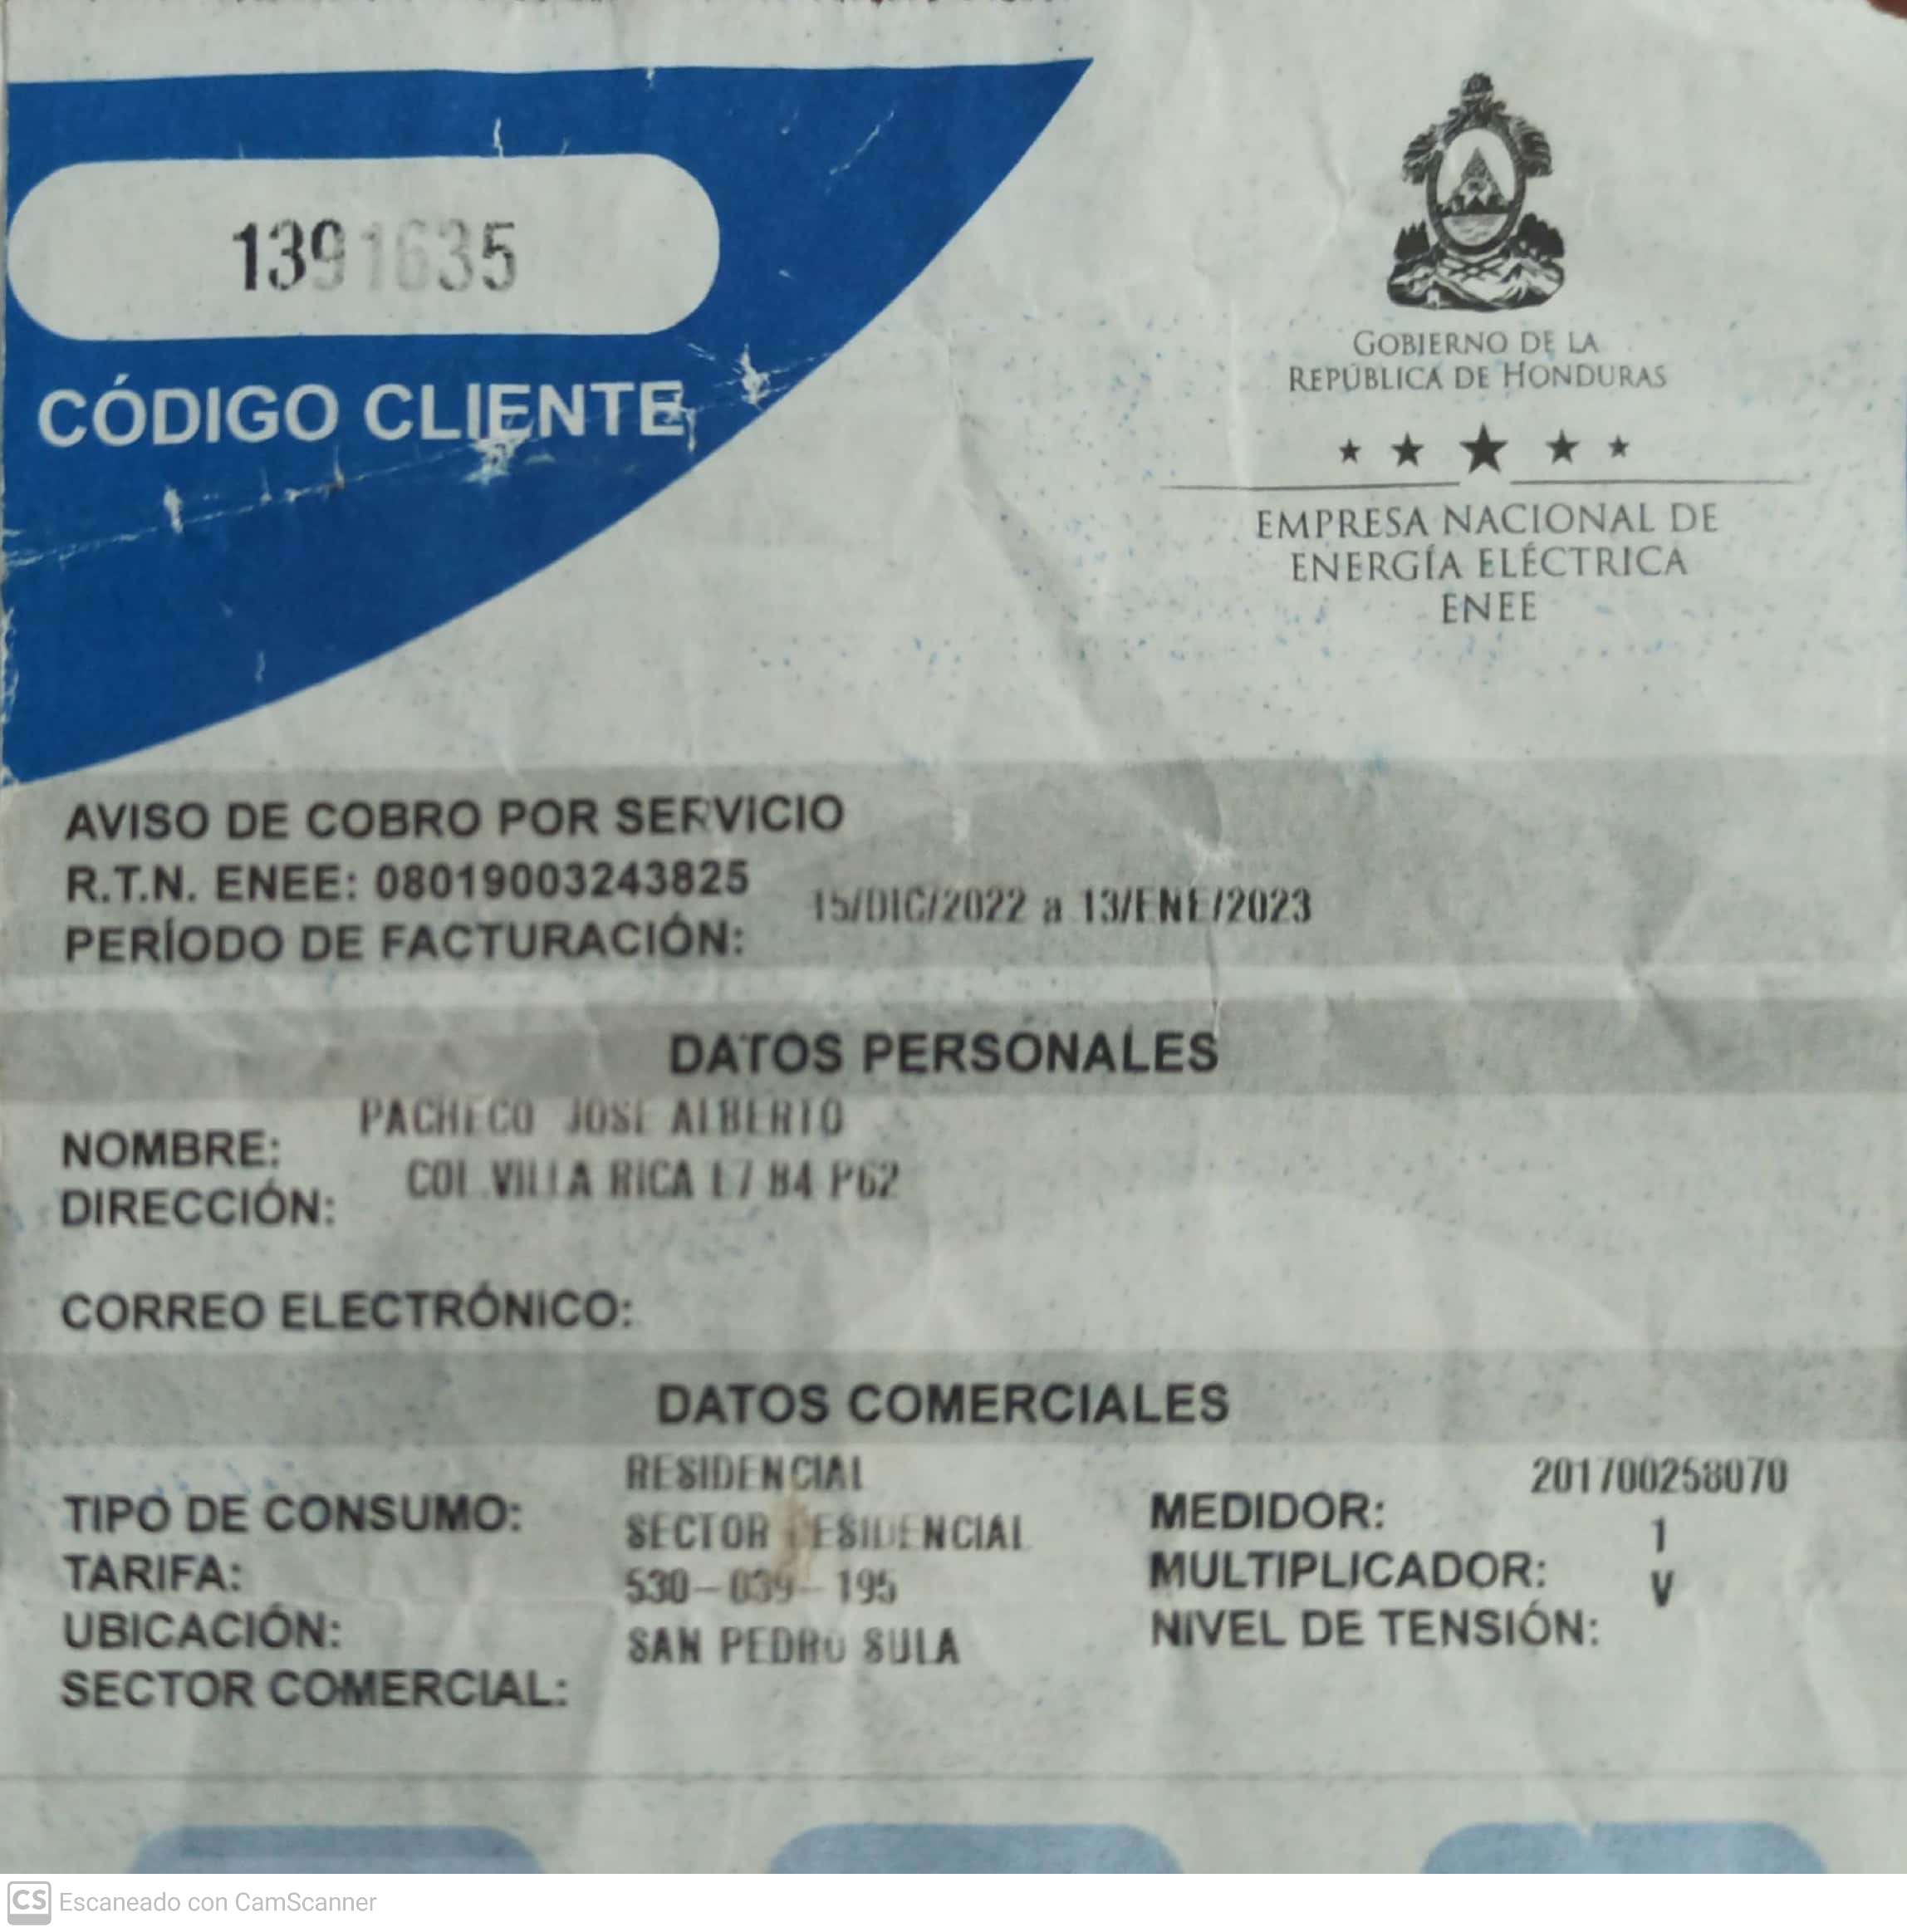 1391635
CÓDIGO CLIENTE
GOBIERNO DE LA
REPÚBLICA DE HONDURAS
EMPRESA NACIONAL DE
ENERGÍA ELÉCTRICA
ENEE
AVISO DE COBRO POR SERVICIO
R.T.N. ENEE: 08019003243825
PERÍODO DE FACTURACIÓN: 15/DIC/2022 a 13/ENE/2023
DATOS PERSONALES
NOMBRE: PACHECO JOSE ALBERTO
DIRECCIÓN: COL.VILLA RICA L7 B4 P62
CORREO ELECTRÓNICO:
DATOS COMERCIALES
TIPO DE CONSUMO: RESIDENCIAL
TARIFA: SECTOR RESIDENCIAL
UBICACIÓN: 530-039-195
SECTOR COMERCIAL: SAN PEDRO SULA
MEDIDOR: 201700258070
MULTIPLICADOR: 1
NIVEL DE TENSIÓN: V
CS Escaneado con CamScanner